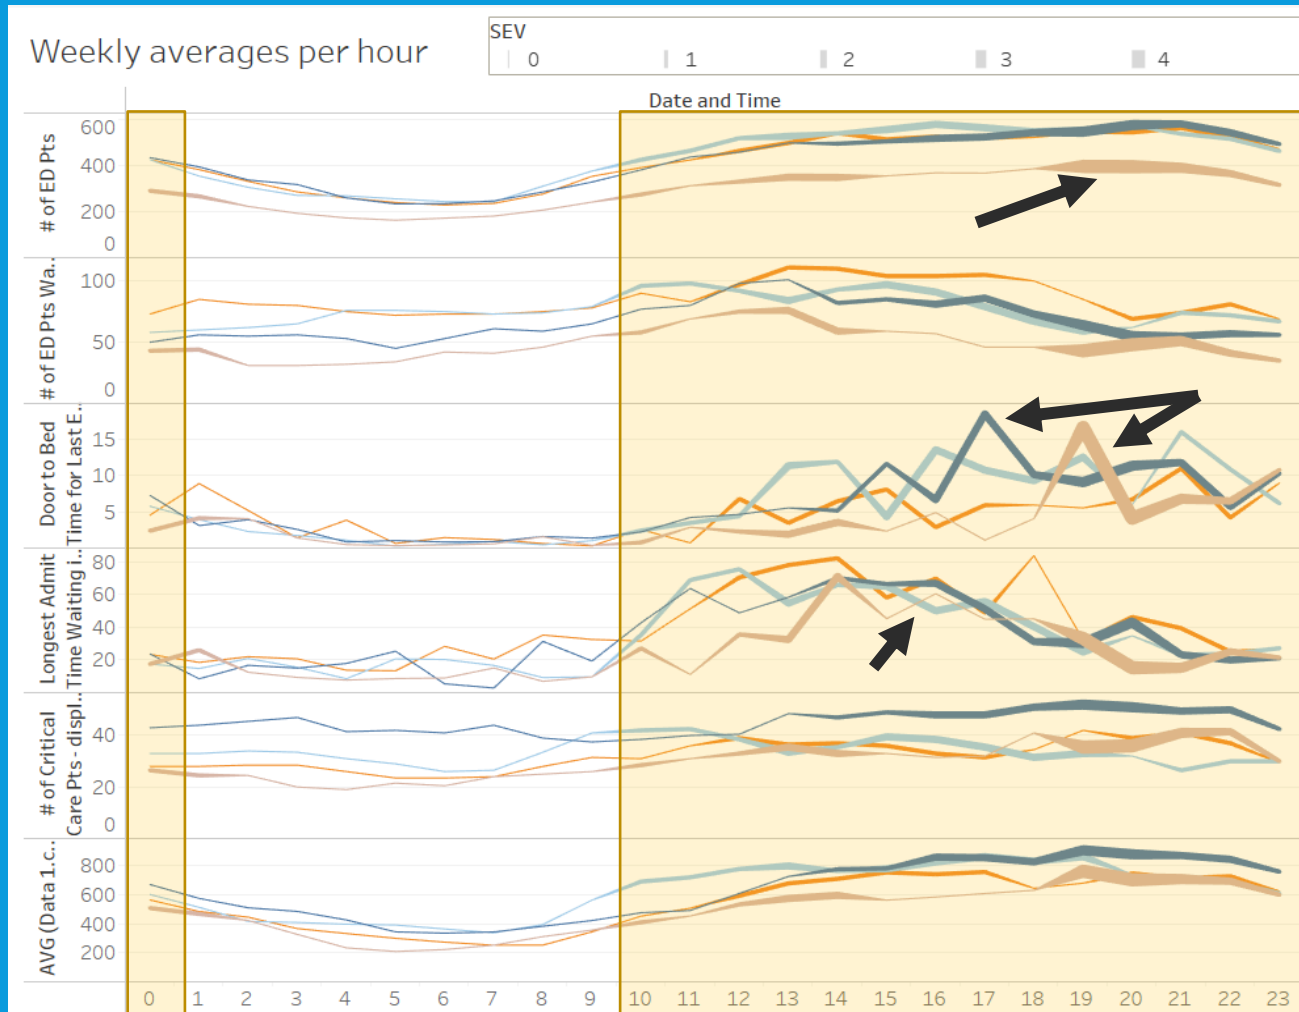 Weekly averages per hour
SEV
0 1 2 3 4
Date and Time
# of ED Pts
600
400
200
0
# of ED Pts Wa..
100
50
0
Door to Bed
Time for Last E..
15
10
5
Longest Admit
Time Waiting i..
80
60
40
20
# of Critical
Care Pts - displ..
40
20
0
AVG (Data 1.c..
800
600
400
200
0 1 2 3 4 5 6 7 8 9 10 11 12 13 14 15 16 17 18 19 20 21 22 23